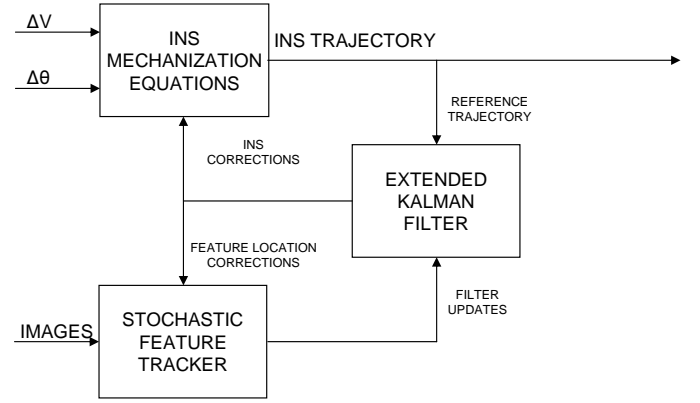 ΔV
Δθ
INS
MECHANIZATION
EQUATIONS
INS TRAJECTORY
REFERENCE
TRAJECTORY
INS
CORRECTIONS
EXTENDED
KALMAN
FILTER
FEATURE LOCATION
CORRECTIONS
FILTER
UPDATES
IMAGES
STOCHASTIC
FEATURE
TRACKER